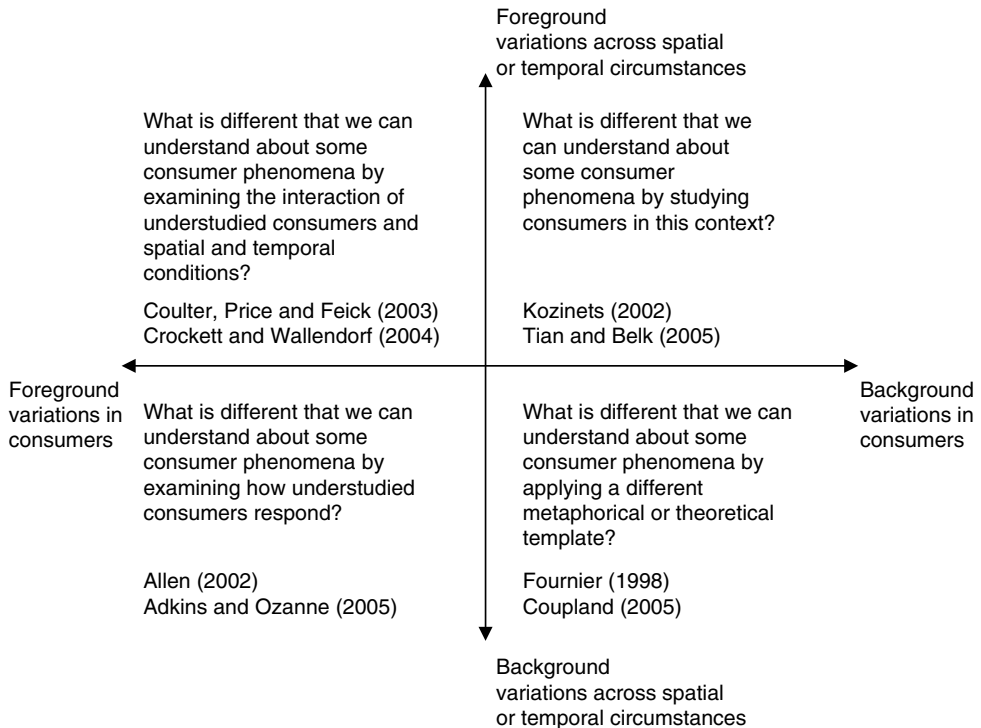 Foreground
variations across spatial
or temporal circumstances
What is different that we can
understand about some
consumer phenomena by
examining the interaction of
understudied consumers and
spatial and temporal
conditions?
Coulter, Price and Feick (2003)
Crockett and Wallendorf (2004)
What is different that we
can understand about
some consumer
phenomena by studying
consumers in this context?
Kozinets (2002)
Tian and Belk (2005)
Foreground
variations in
consumers
Background
variations in
consumers
What is different that we can
understand about some
consumer phenomena by
examining how understudied
consumers respond?
Allen (2002)
Adkins and Ozanne (2005)
What is different that we can
understand about some
consumer phenomena by
applying a different
metaphorical or theoretical
template?
Fournier (1998)
Coupland (2005)
Background
variations across spatial
or temporal circumstances